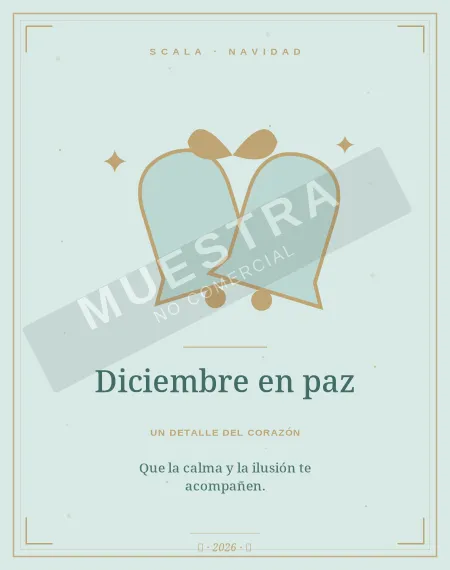 SCALA · NAVIDAD
MUESTRA
NO COMERCIAL
Diciembre en paz
UN DETALLE DEL CORAZÓN
Que la calma y la ilusión te
acompañen.
· 2026 ·